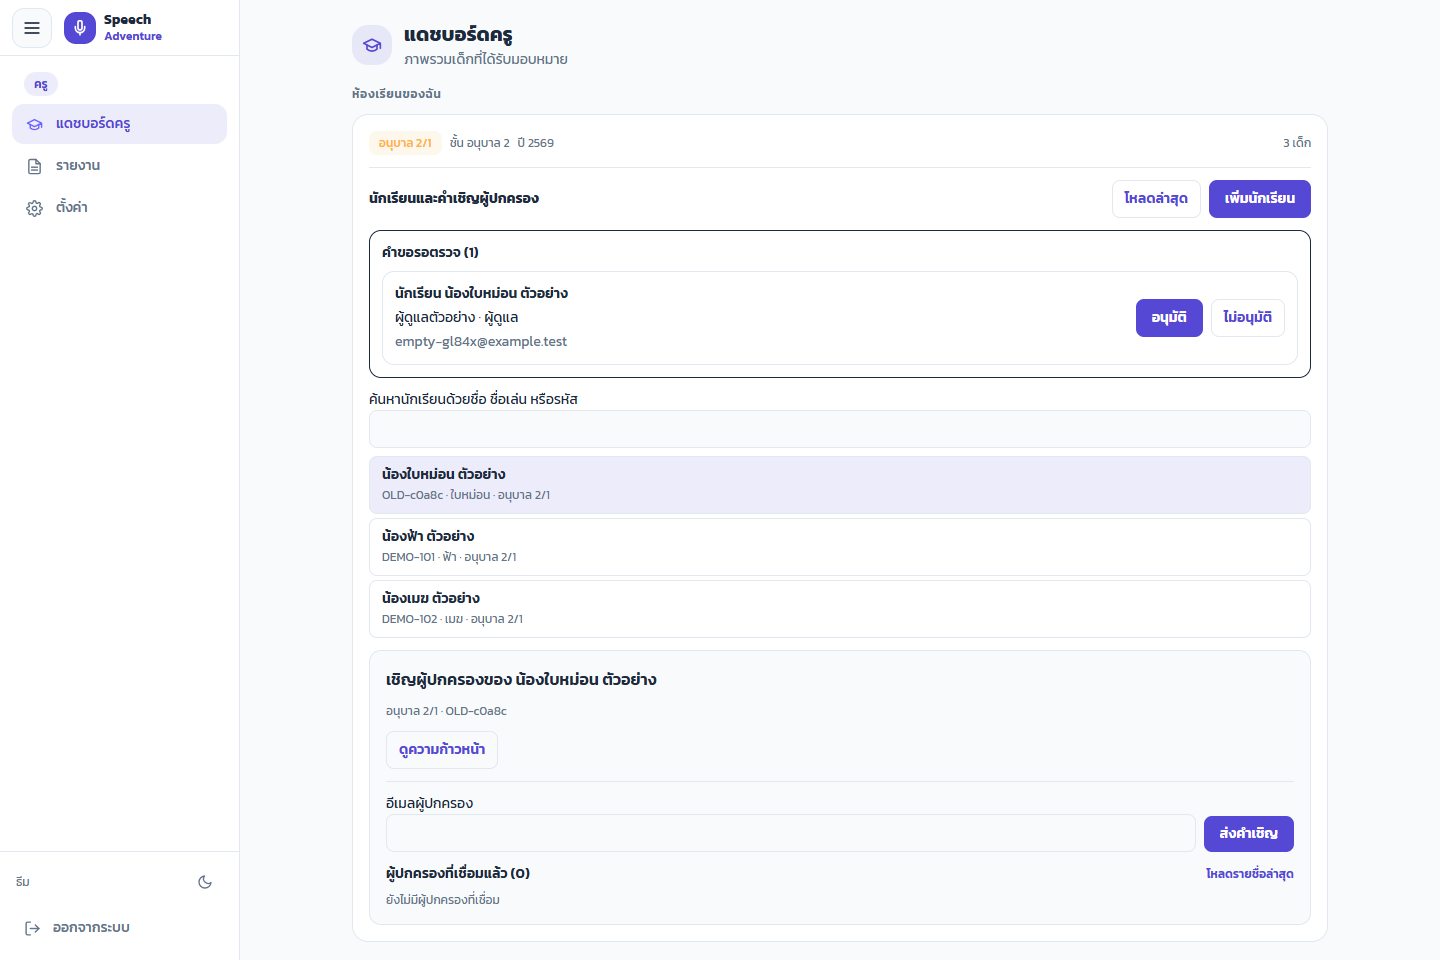 Speech
Adventure
ครู
แดชบอร์ดครู
รายงาน
ตั้งค่า
ธีม
ออกจากระบบ
แดชบอร์ดครู
ภาพรวมเด็กที่ได้รับมอบหมาย
ห้องเรียนของฉัน
อนุบาล 2/1 ชั้น อนุบาล 2 ปี 2569 3 เด็ก
นักเรียนและคำเชิญผู้ปกครอง โหลดล่าสุด เพิ่มนักเรียน
คำขอรอตรวจ (1)
นักเรียน น้องใบหม่อน ตัวอย่าง
ผู้ดูแลตัวอย่าง · ผู้ดูแล อนุมัติ ไม่อนุมัติ
empty-gl84x@example.test
ค้นหานักเรียนด้วยชื่อ ชื่อเล่น หรือรหัส
น้องใบหม่อน ตัวอย่าง
OLD-c0a8c · ใบหม่อน · อนุบาล 2/1
น้องฟ้า ตัวอย่าง
DEMO-101 · ฟ้า · อนุบาล 2/1
น้องเมฆ ตัวอย่าง
DEMO-102 · เมฆ · อนุบาล 2/1
เชิญผู้ปกครองของ น้องใบหม่อน ตัวอย่าง
อนุบาล 2/1 · OLD-c0a8c
ดูความก้าวหน้า
อีเมลผู้ปกครอง
ส่งคำเชิญ
ผู้ปกครองที่เชื่อมแล้ว (0) โหลดรายชื่อล่าสุด
ยังไม่มีผู้ปกครองที่เชื่อม